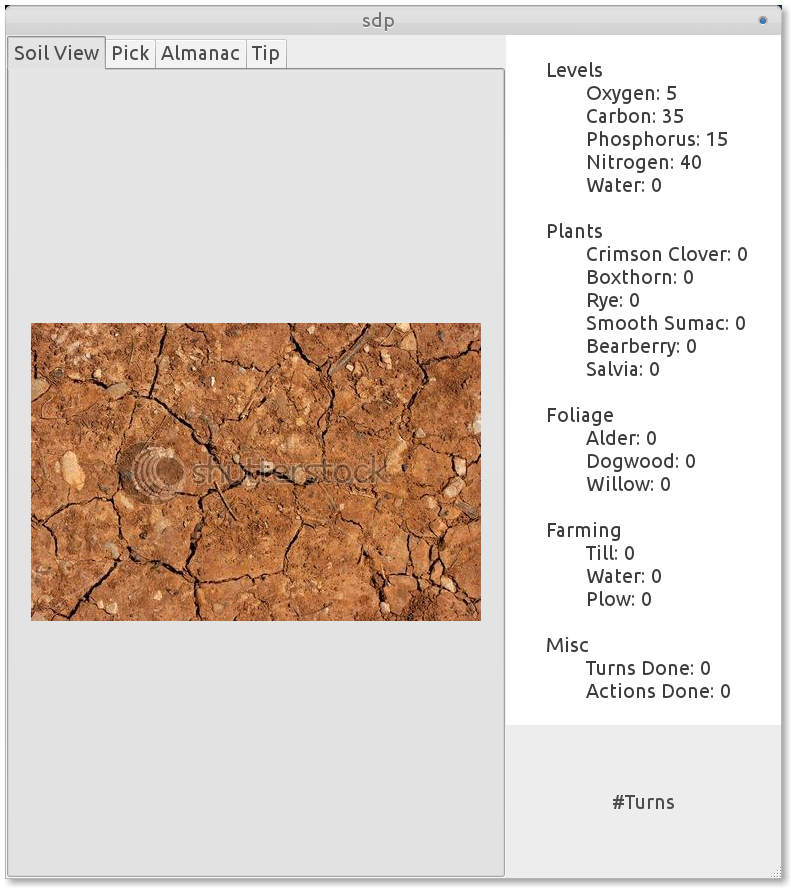 sdp
Soil View Pick Almanac Tip
shutterstock
Levels
Oxygen: 5
Carbon: 35
Phosphorus: 15
Nitrogen: 40
Water: 0
Plants
Crimson Clover: 0
Boxthorn: 0
Rye: 0
Smooth Sumac: 0
Bearberry: 0
Salvia: 0
Foliage
Alder: 0
Dogwood: 0
Willow: 0
Farming
Till: 0
Water: 0
Plow: 0
Misc
Turns Done: 0
Actions Done: 0
#Turns